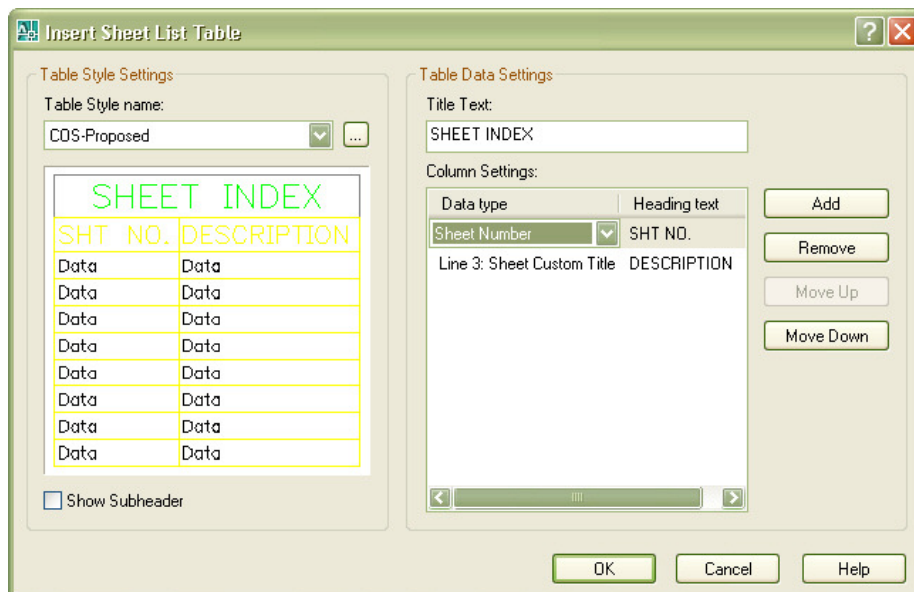 Insert Sheet List Table
Table Style Settings
Table Style name:
COS-Proposed
...
SHEET INDEX
SHT NO. DESCRIPTION
Data Data
Data Data
Data Data
Data Data
Data Data
Data Data
Data Data
Data Data
Show Subheader
Table Data Settings
Title Text:
SHEET INDEX
Column Settings:
Data type Heading text
Sheet Number SHT NO.
Line 3: Sheet Custom Title DESCRIPTION
Add
Remove
Move Up
Move Down
OK Cancel Help